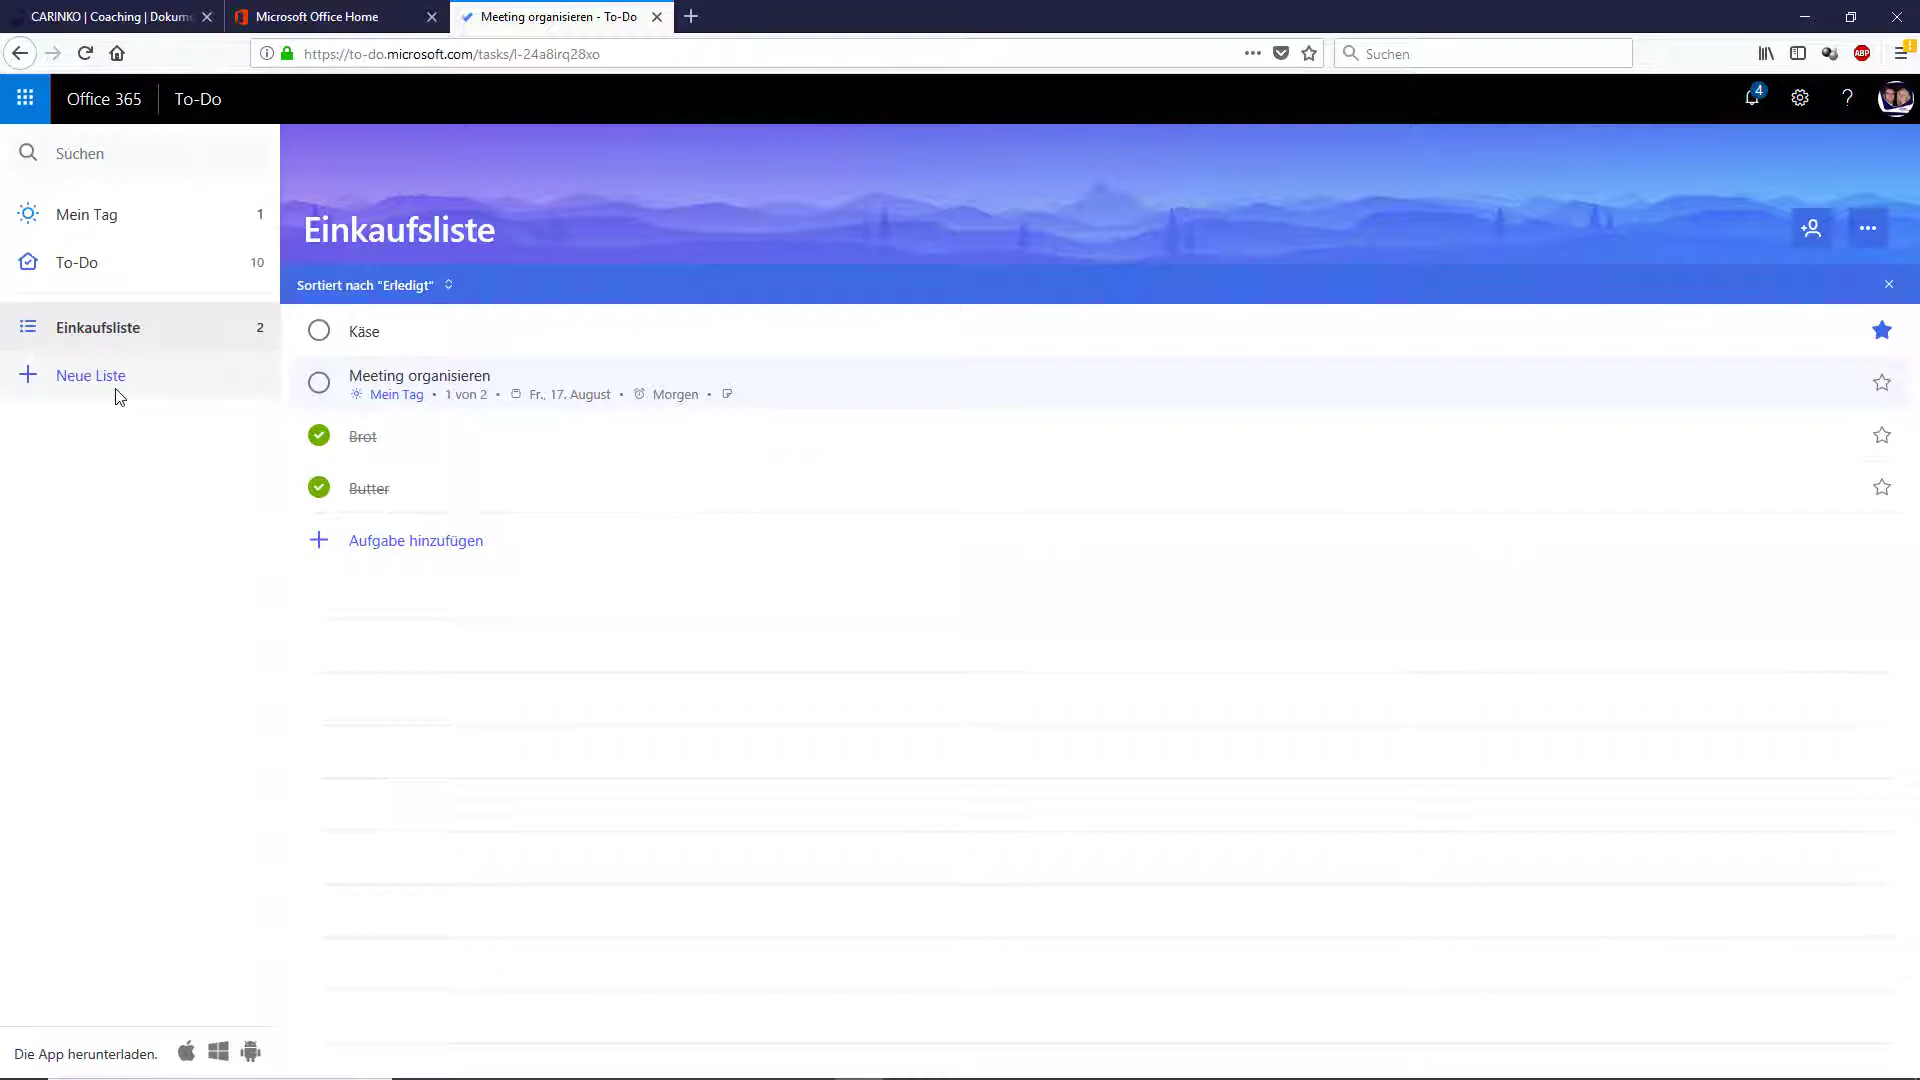 CARINKO | Coaching | Dokum
Microsoft Office Home
Meeting organisieren - To-Do
https://to-do.microsoft.com/tasks/l-24a8irq28xo
Suchen
ABP
Office 365
To-Do
4
?
Suchen
Mein Tag 1
To-Do 10
Einkaufsliste 2
Neue Liste
Einkaufsliste
Sortiert nach "Erledigt"
Käse
Meeting organisieren
Mein Tag • 1 von 2 • Fr., 17. August • Morgen •
Brot
Butter
Aufgabe hinzufügen
Die App herunterladen.